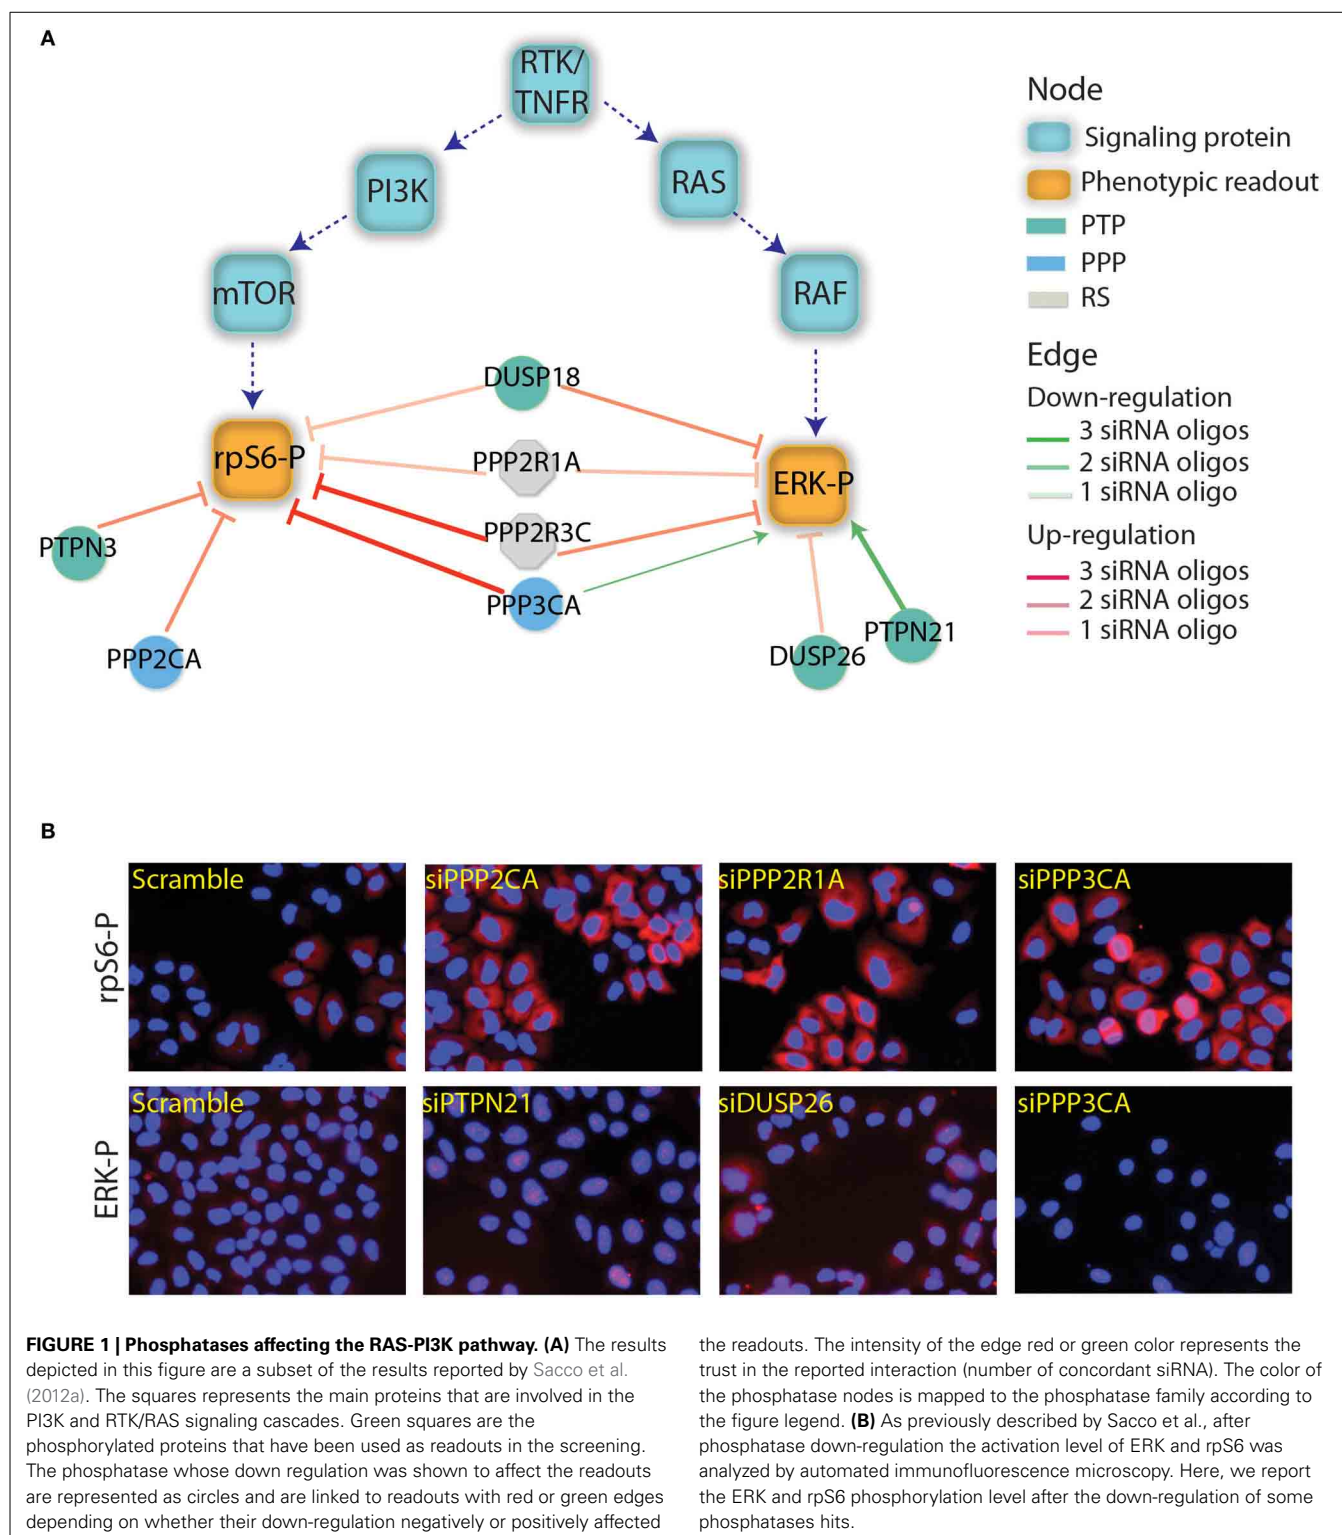 A
RTK/
TNFR
PI3K
RAS
mTOR
RAF
DUSP18
rpS6-P
PPP2R1A
ERK-P
PPP2R3C
PTPN3
PPP3CA
PPP2CA
PTPN21
DUSP26
Node
Signaling protein
Phenotypic readout
PTP
PPP
RS
Edge
Down-regulation
3 siRNA oligos
2 siRNA oligos
1 siRNA oligo
Up-regulation
3 siRNA oligos
2 siRNA oligos
1 siRNA oligo
B
rpS6-P
Scramble
siPPP2CA
siPPP2R1A
siPPP3CA
ERK-P
Scramble
siPTPN21
siDUSP26
siPPP3CA
FIGURE 1 | Phosphatases affecting the RAS-PI3K pathway. (A) The results
depicted in this figure are a subset of the results reported by Sacco et al.
(2012a). The squares represents the main proteins that are involved in the
PI3K and RTK/RAS signaling cascades. Green squares are the
phosphorylated proteins that have been used as readouts in the screening.
The phosphatase whose down regulation was shown to affect the readouts
are represented as circles and are linked to readouts with red or green edges
depending on whether their down-regulation negatively or positively affected
the readouts. The intensity of the edge red or green color represents the
trust in the reported interaction (number of concordant siRNA). The color of
the phosphatase nodes is mapped to the phosphatase family according to
the figure legend. (B) As previously described by Sacco et al., after
phosphatase down-regulation the activation level of ERK and rpS6 was
analyzed by automated immunofluorescence microscopy. Here, we report
the ERK and rpS6 phosphorylation level after the down-regulation of some
phosphatases hits.